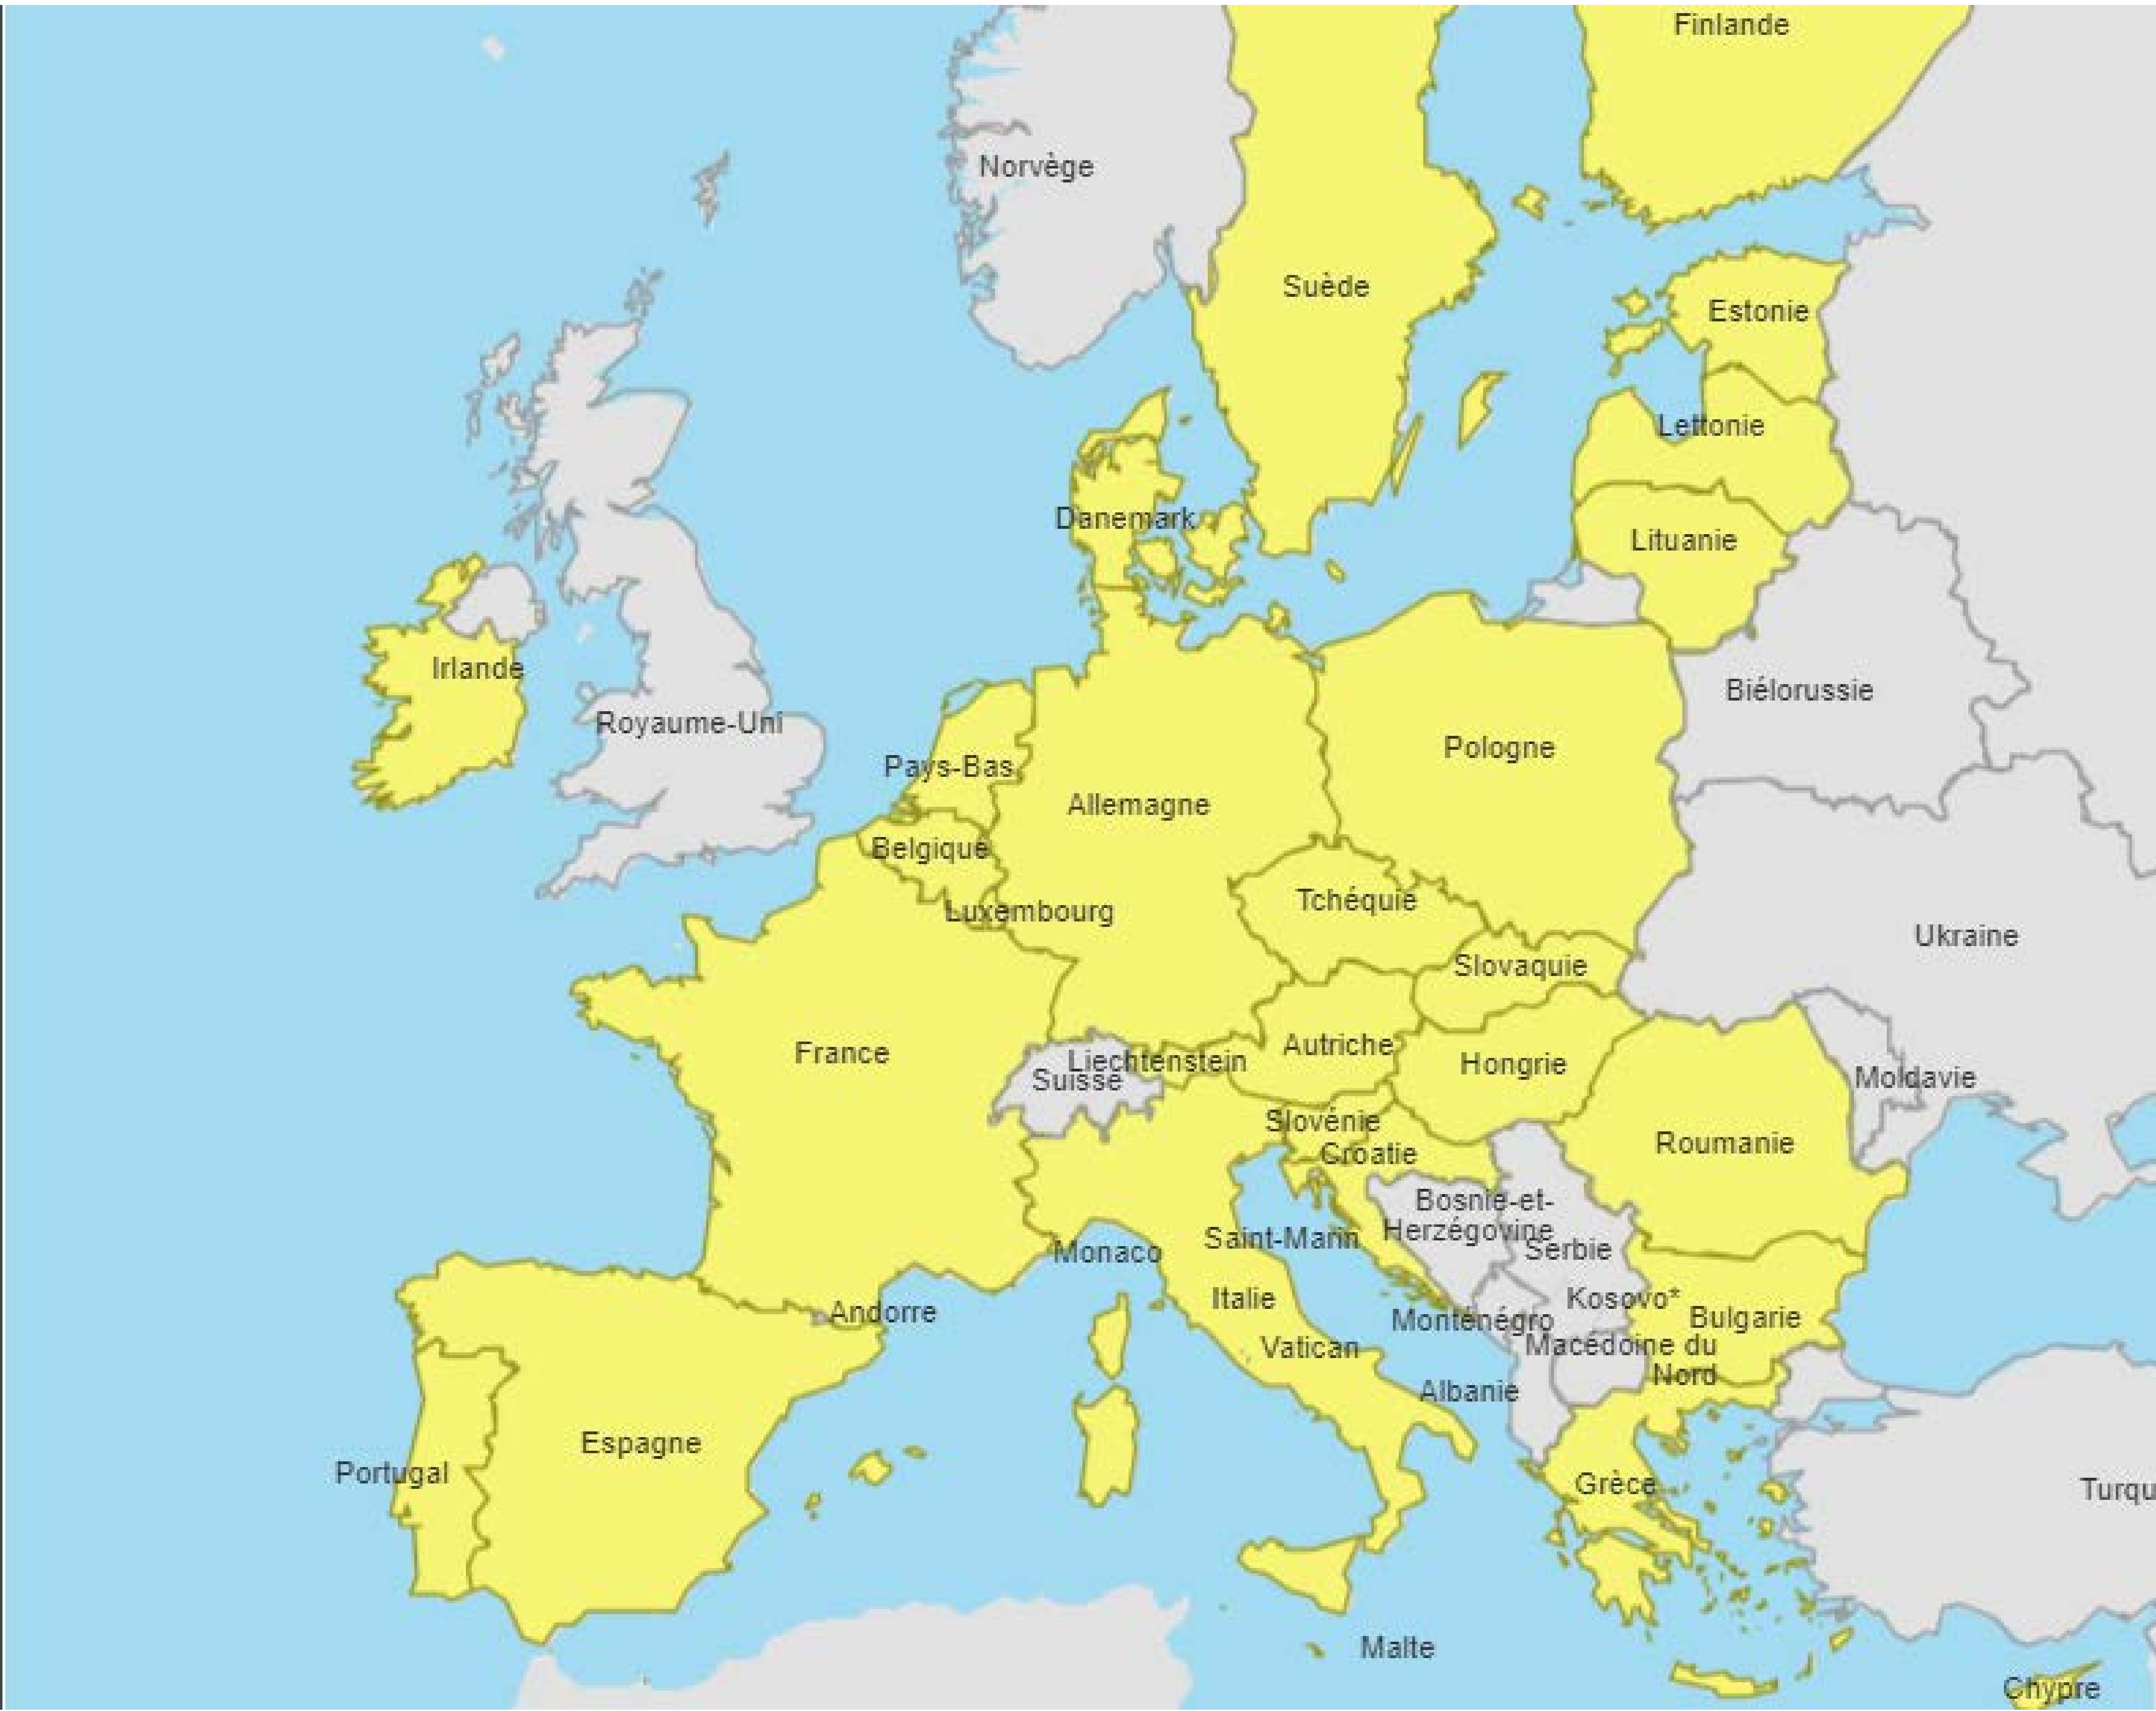 Finlande
Norvège
Suède
Estonie
Lettonie
Danemark
Lituanie
Irlande
Biélorussie
Royaume-Uni
Pologne
Pays-Bas
Allemagne
Belgique
Tchéquie
Luxembourg
Ukraine
Slovaquie
Autriche
France
Liechtenstein
Hongrie
Suisse
Moldavie
Slovénie
Roumanie
Croatie
Bosnie-et-
Herzégovine
Saint-Marin
Serbie
Monaco
Italie
Kosovo*
Andorre
Monténégro
Bulgarie
Vatican
Macédoine du
Nord
Albanie
Espagne
Portugal
Grèce
Turqu
Malte
Chypre